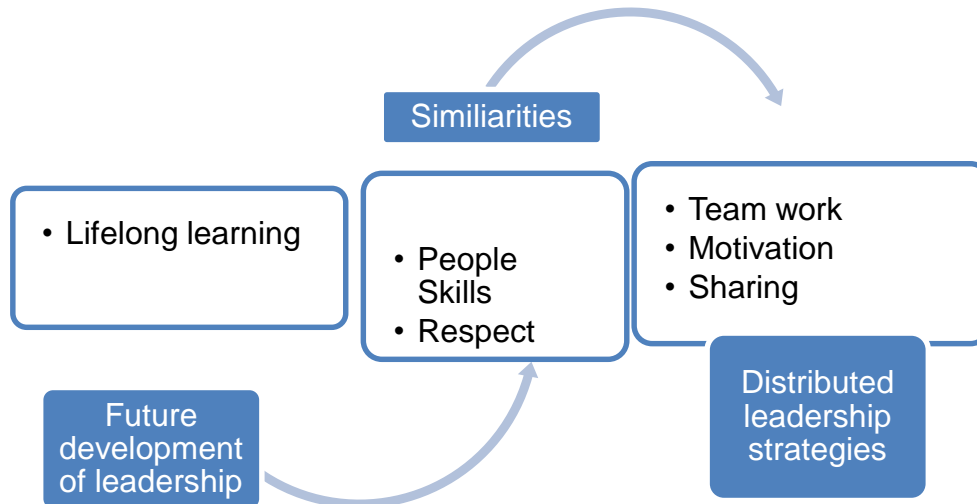 Similiarities
• Lifelong learning
• People
Skills
• Respect
• Team work
• Motivation
• Sharing
Future
development
of leadership
Distributed
leadership
strategies